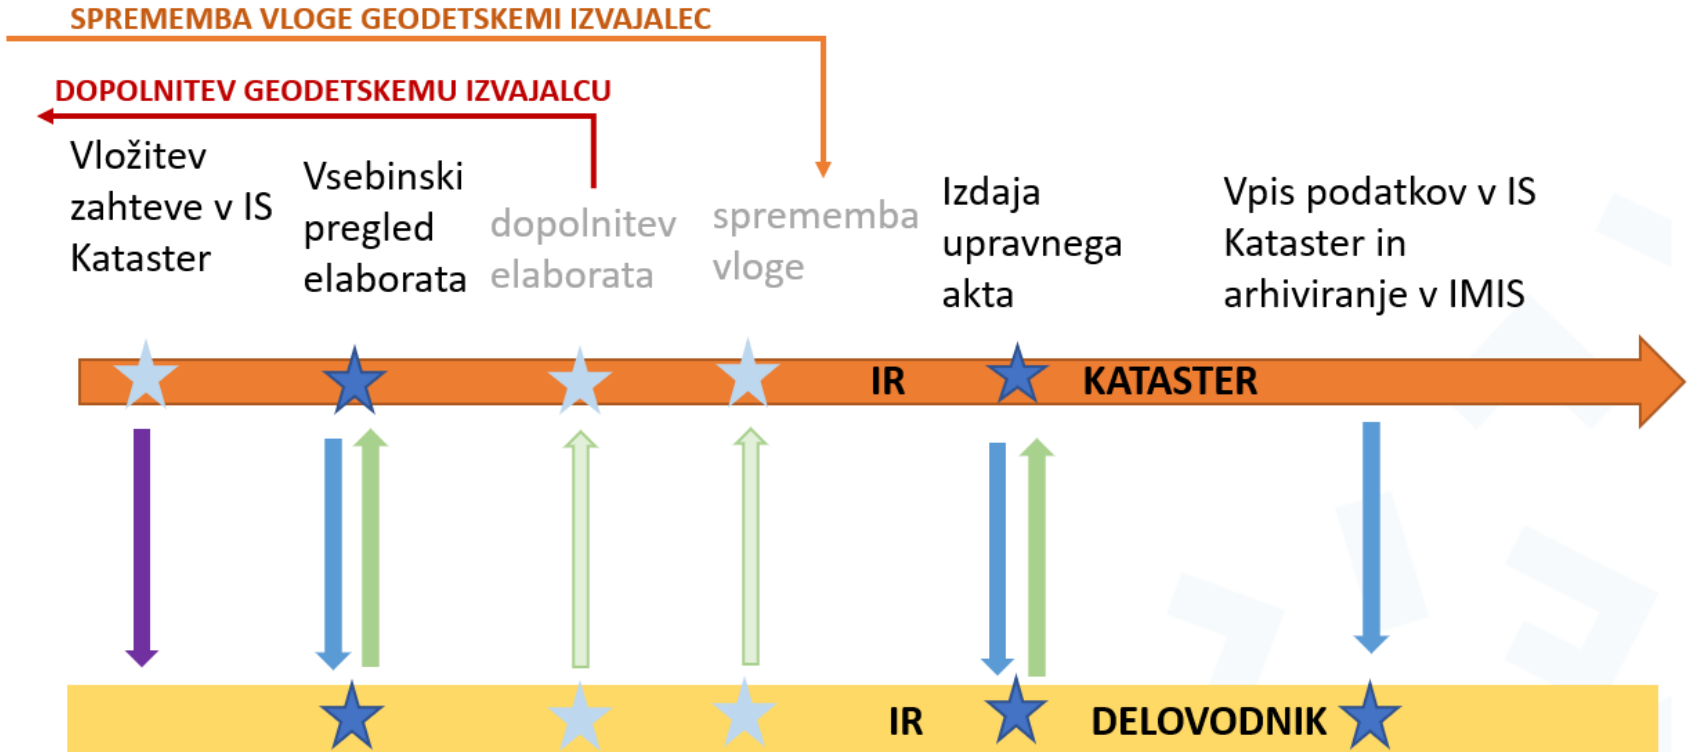 SPREMEMBA VLOGE GEODETSKEMI IZVAJALEC
DOPOLNITEV GEODETSKEMU IZVAJALCU
Vložitev
zahteve v IS
Kataster
Vsebinski
pregled
elaborata
dopolnitev
elaborata
sprememba
vloge
Izdaja
upravnega
akta
Vpis podatkov v IS
Kataster in
arhiviranje v IMIS
IR KATASTER
IR DELOVODNIK